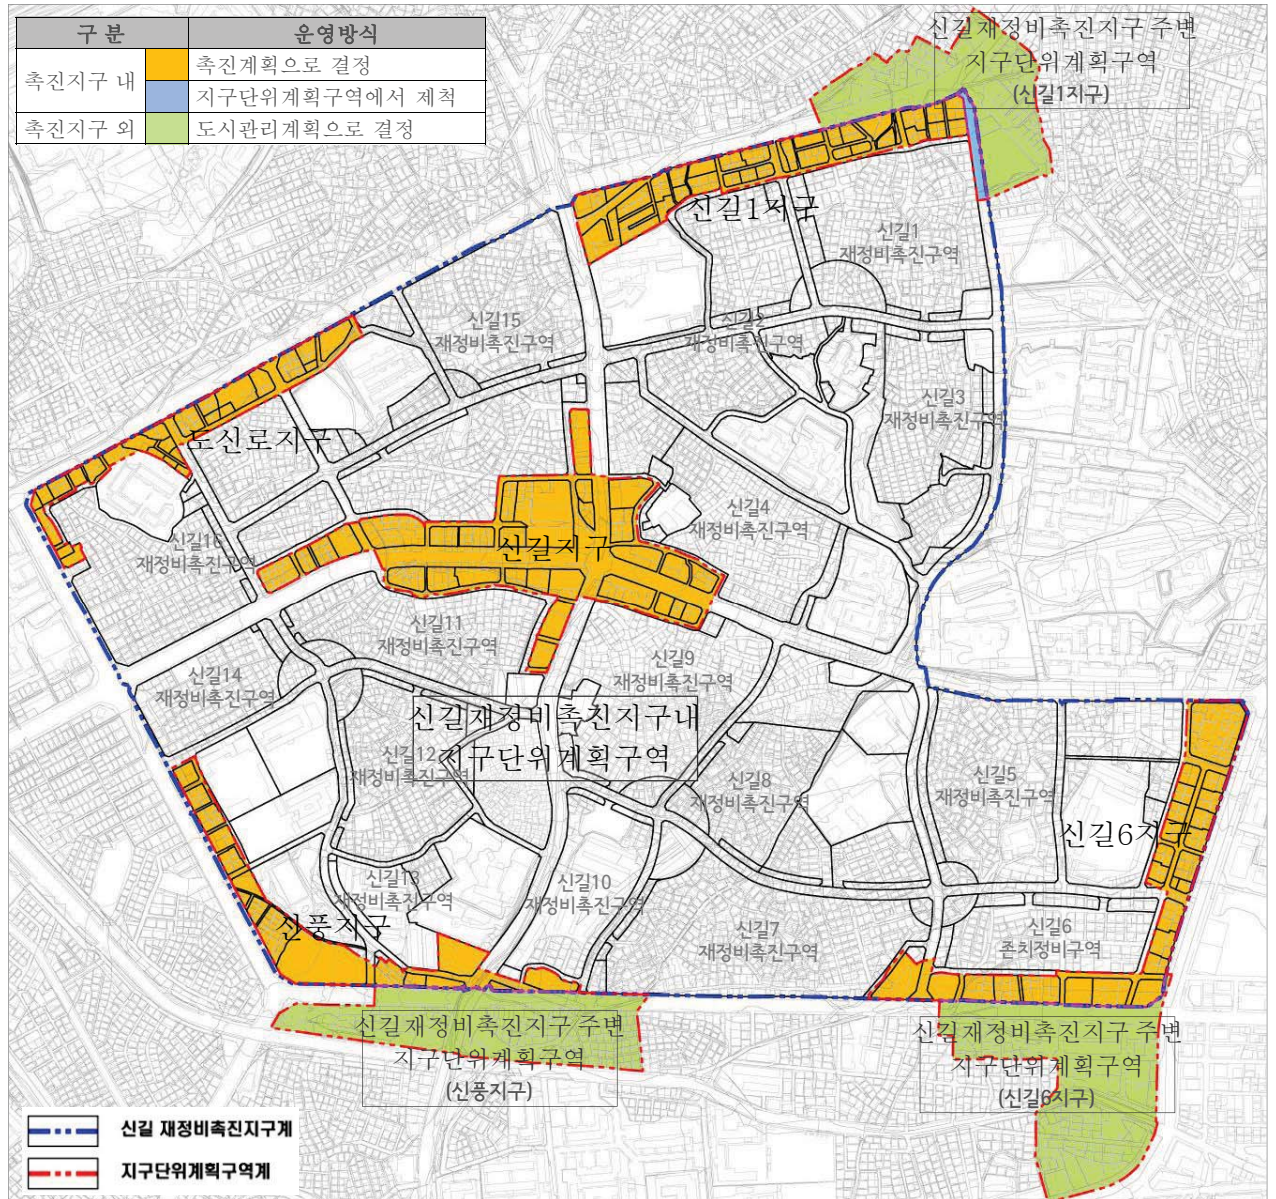 구 분 운영방식
촉진지구 내 촉진계획으로 결정
지구단위계획구역에서 제척
촉진지구 외 도시관리계획으로 결정
신길재정비촉진지구 주변
지구단위계획구역
(신길1지구)
신길1지구
신길1
재정비촉진구역
신길15
재정비촉진구역
신길2
재정비촉진구역
신길3
재정비촉진구역
도신로지구
신길4
재정비촉진구역
신길지구
신길16
재정비촉진구역
신길11
재정비촉진구역
신길9
재정비촉진구역
신길14
재정비촉진구역
신길재정비촉진지구내
지구단위계획구역
신길12
재정비촉진구역
신길8
재정비촉진구역
신길5
재정비촉진구역
신길6지구
신길13
재정비촉진구역
신길10
재정비촉진구역
신풍지구
신길7
재정비촉진구역
신길6
존치정비구역
신길재정비촉진지구 주변
지구단위계획구역
(신풍지구)
신길재정비촉진지구 주변
지구단위계획구역
(신길6지구)
신길 재정비촉진지구계
지구단위계획구역계